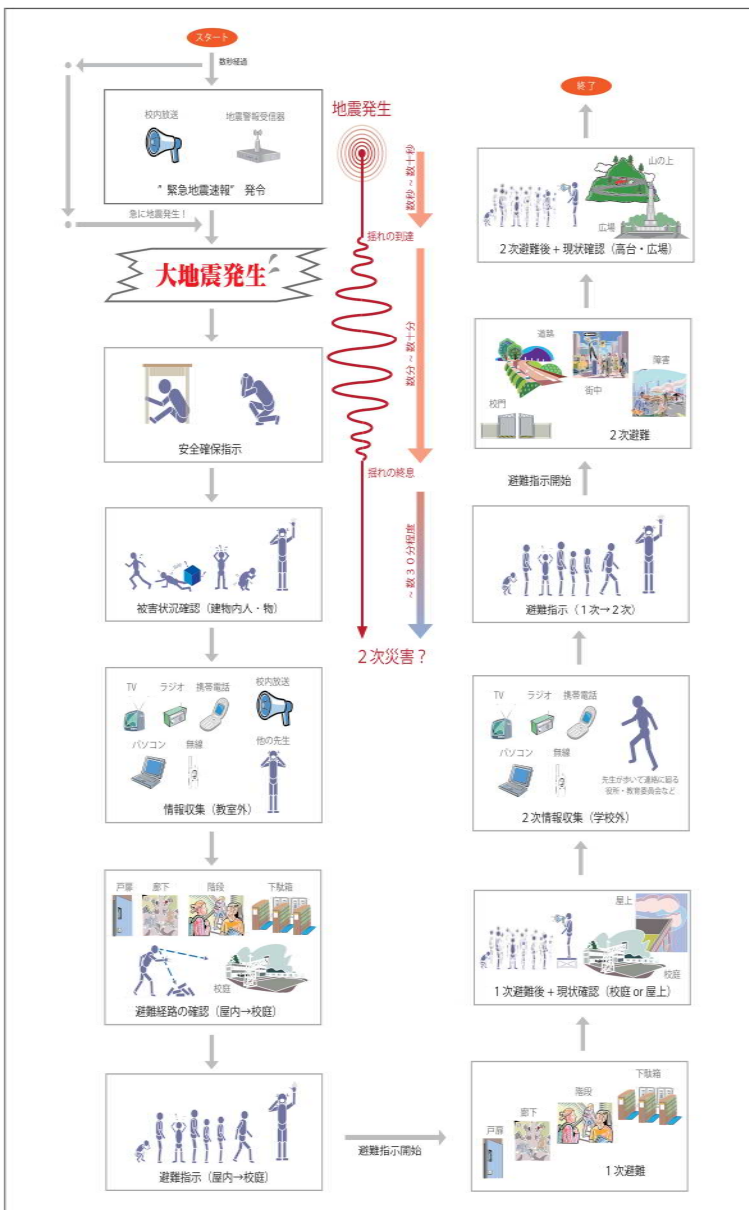 スタート
数秒経過
校内放送
地震警報受信器
"緊急地震速報" 発令
急に地震発生！
大地震発生
安全確保指示
被害状況確認（建物内人・物）
TV
ラジオ
携帯電話
校内放送
パソコン
無線
他の先生
情報収集（教室外）
戸扉
廊下
階段
下駄箱
校庭
避難経路の確認（屋内→校庭）
避難指示（屋内→校庭）
避難指示開始
地震発生
数秒～数十秒
揺れの到達
数分～数十分
揺れの終息
～数３０分程度
２次災害？
戸扉
廊下
階段
下駄箱
１次避難
屋上
校庭
１次避難後＋現状確認（校庭 or 屋上）
TV
ラジオ
携帯電話
パソコン
無線
先生が歩いて連絡に廻る
役所・教育委員会など
２次情報収集（学校外）
避難指示（１次→２次）
避難指示開始
道路
街中
障害
校門
２次避難
山の上
広場
２次避難後＋現状確認（高台・広場）
終了